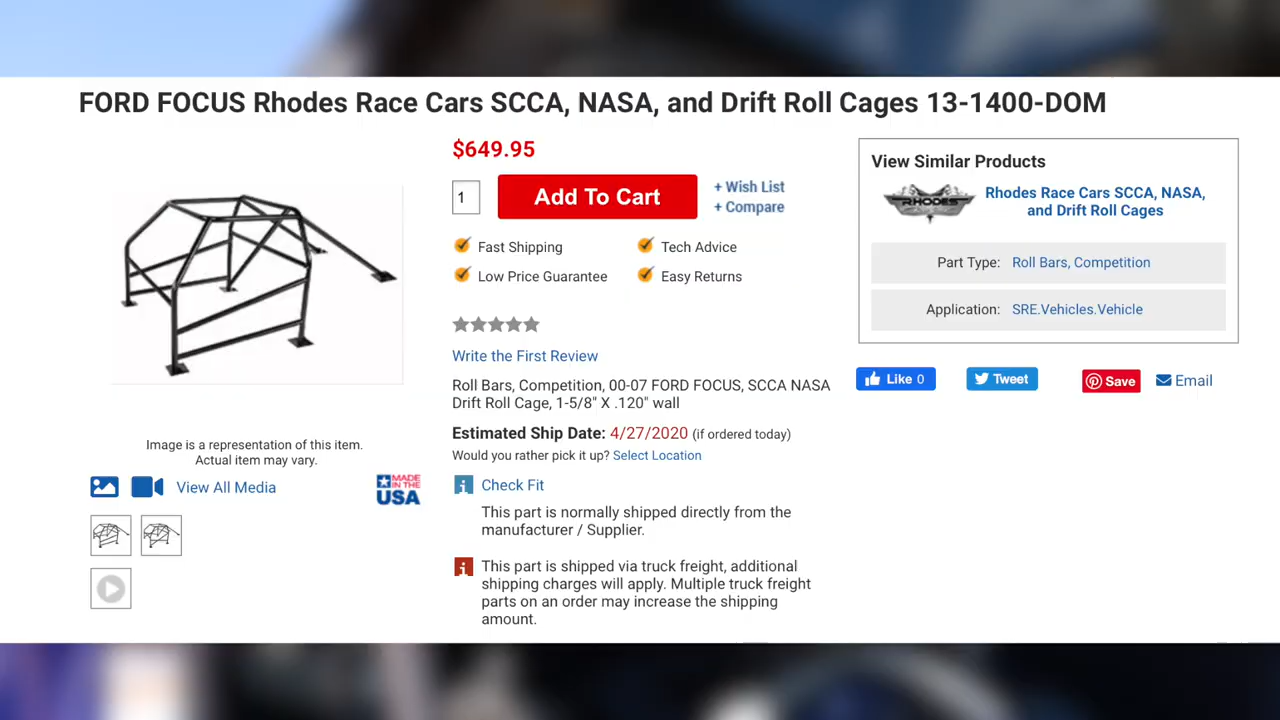 FORD FOCUS Rhodes Race Cars SCCA, NASA, and Drift Roll Cages 13-1400-DOM
$649.95
1
Add To Cart
+ Wish List
+ Compare
Fast Shipping
Tech Advice
Low Price Guarantee
Easy Returns
Write the First Review
Roll Bars, Competition, 00-07 FORD FOCUS, SCCA NASA
Drift Roll Cage, 1-5/8" X .120" wall
Estimated Ship Date: 4/27/2020 (if ordered today)
Would you rather pick it up? Select Location
Check Fit
This part is normally shipped directly from the
manufacturer / Supplier.
This part is shipped via truck freight, additional
shipping charges will apply. Multiple truck freight
parts on an order may increase the shipping
amount.
Image is a representation of this item.
Actual item may vary.
View All Media
MADE
IN THE
USA
View Similar Products
RHODES
Rhodes Race Cars SCCA, NASA,
and Drift Roll Cages
Part Type: Roll Bars, Competition
Application: SRE.Vehicles.Vehicle
Like 0
Tweet
Save
Email